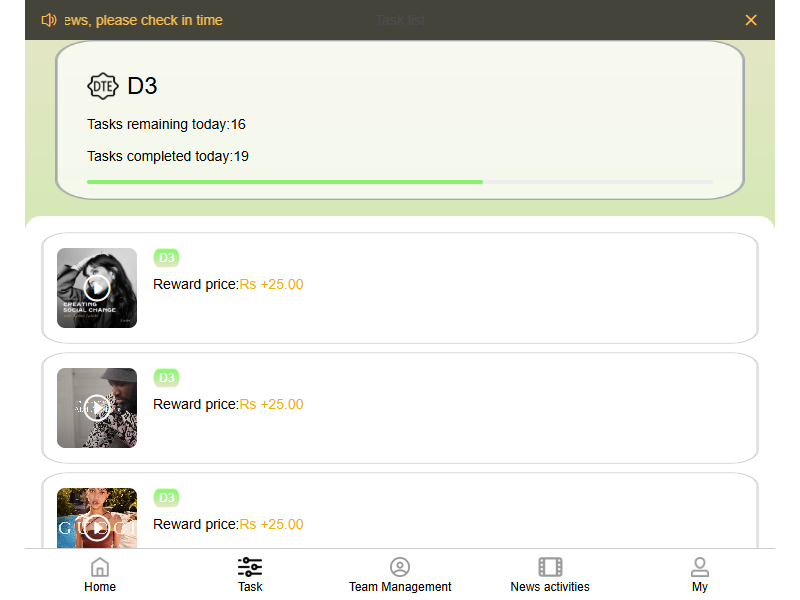 ews, please check in time
Task list
DTE D3
Tasks remaining today:16
Tasks completed today:19
D3
Reward price:Rs +25.00
CREATING
SOCIAL CHANGE
D3
Reward price:Rs +25.00
D3
Reward price:Rs +25.00
Home
Task
Team Management
News activities
My